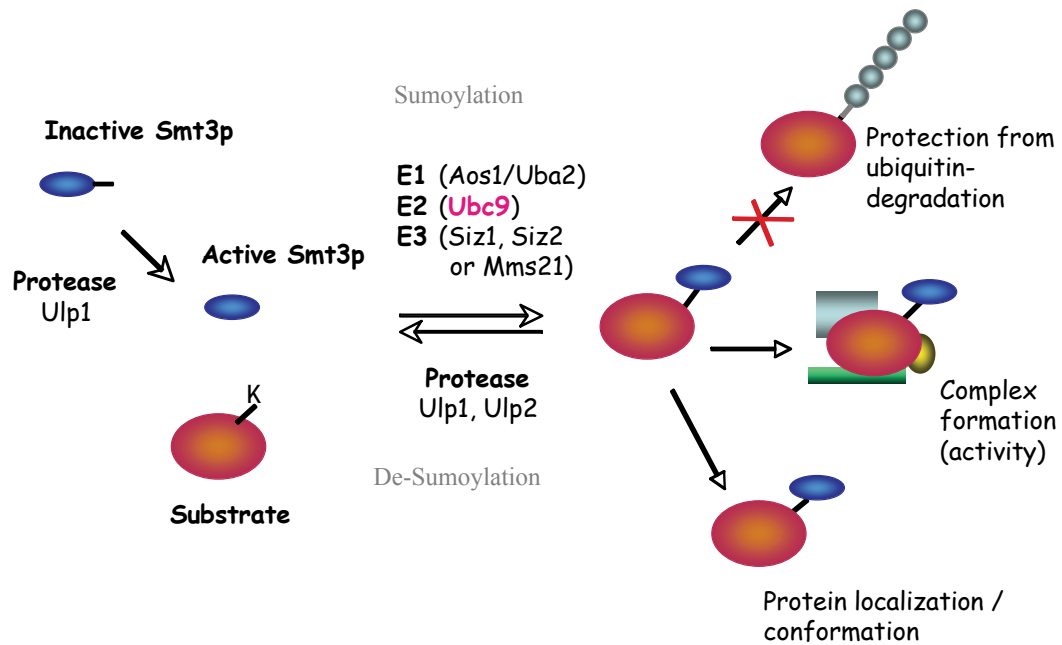 Sumoylation
Inactive Smt3p
E1 (Aos1/Uba2)
E2 (Ubc9)
E3 (Siz1, Siz2
or Mms21)
Active Smt3p
Protease
Ulp1
Protease
Ulp1, Ulp2
K
De-Sumoylation
Substrate
Protection from
ubiquitin-
degradation
Complex
formation
(activity)
Protein localization /
conformation